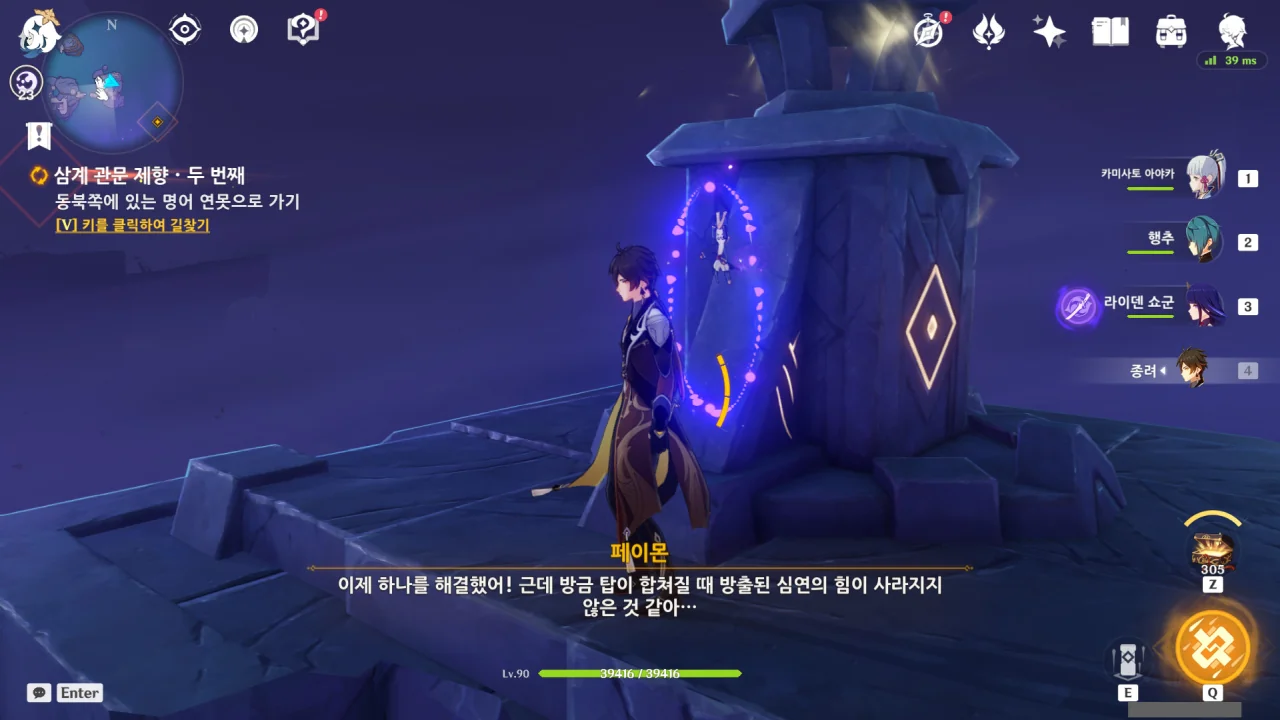 N
39 ms
23
삼계 관문 제향 · 두 번째
동북쪽에 있는 명어 연못으로 가기
[V] 키를 클릭하여 길찾기
카미사토 아야카 1
행추 2
라이덴 쇼군 3
종려 4
페이몬
이제 하나를 해결했어! 근데 방금 탑이 합쳐질 때 방출된 심연의 힘이 사라지지
않은 것 같아…
305
Z
Lv.90 39416 / 39416
Enter
E
Q